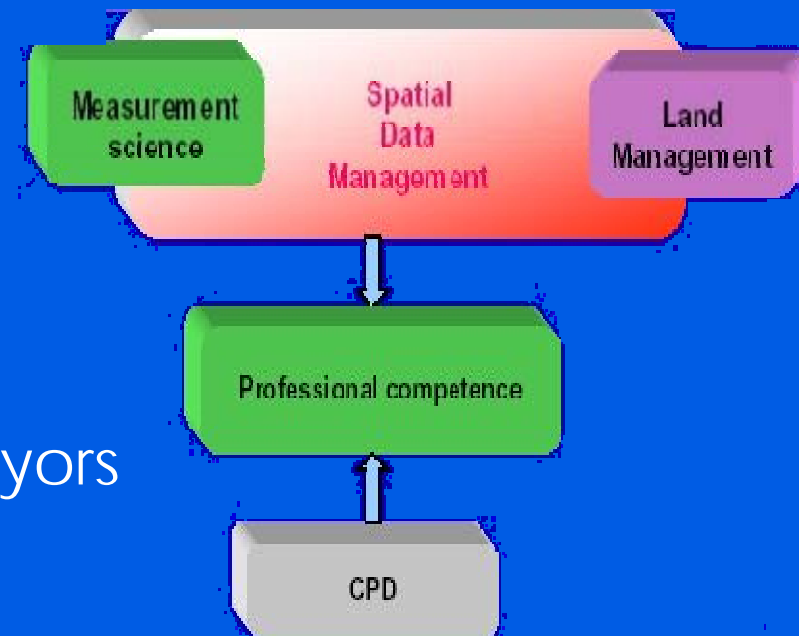 Measurement
science
Spatial
Data
Management
Land
Management
Professional competence
yors
CPD